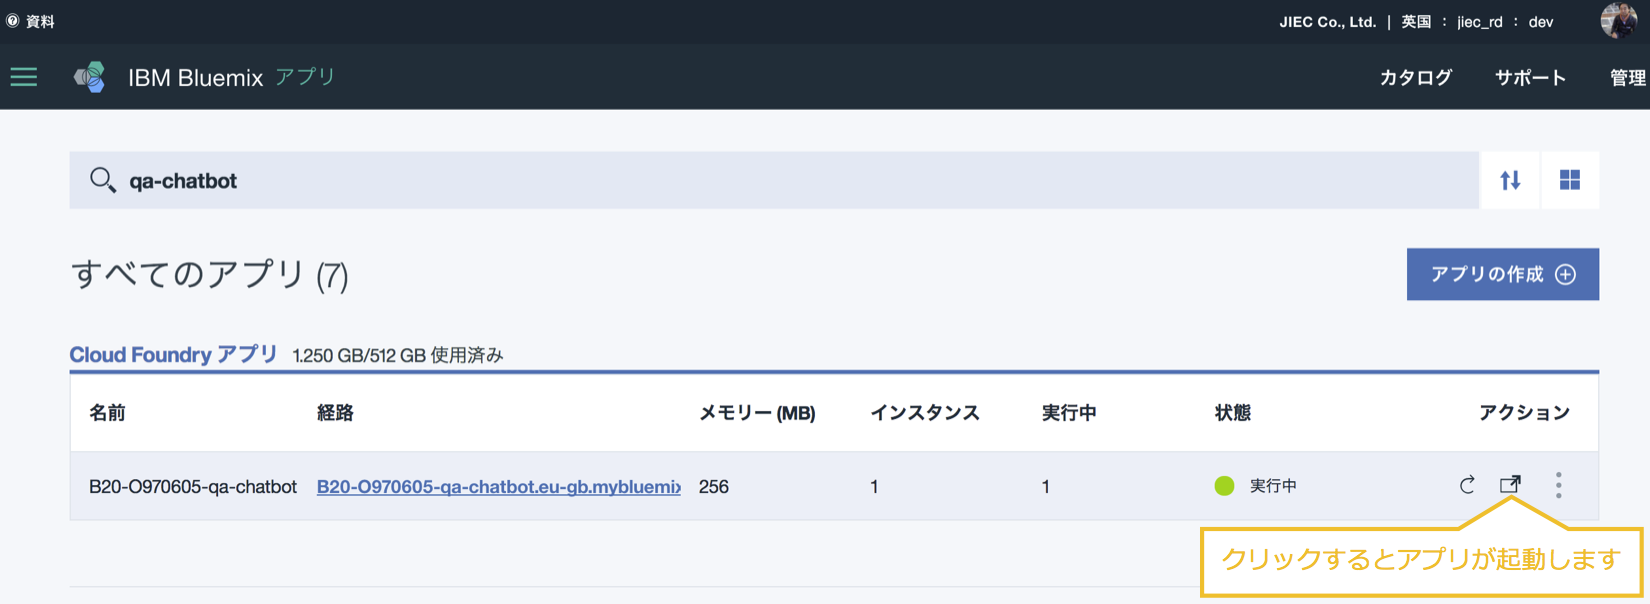 資料
JIEC Co., Ltd. | 英国 : jiec_rd : dev
IBM Bluemix アプリ
カタログ サポート 管理
qa-chatbot
すべてのアプリ (7)
アプリの作成
Cloud Foundry アプリ 1.250 GB/512 GB 使用済み
名前 経路 メモリー (MB) インスタンス 実行中 状態 アクション
B20-O970605-qa-chatbot B20-O970605-qa-chatbot.eu-gb.mybluemix 256 1 1 実行中
クリックするとアプリが起動します